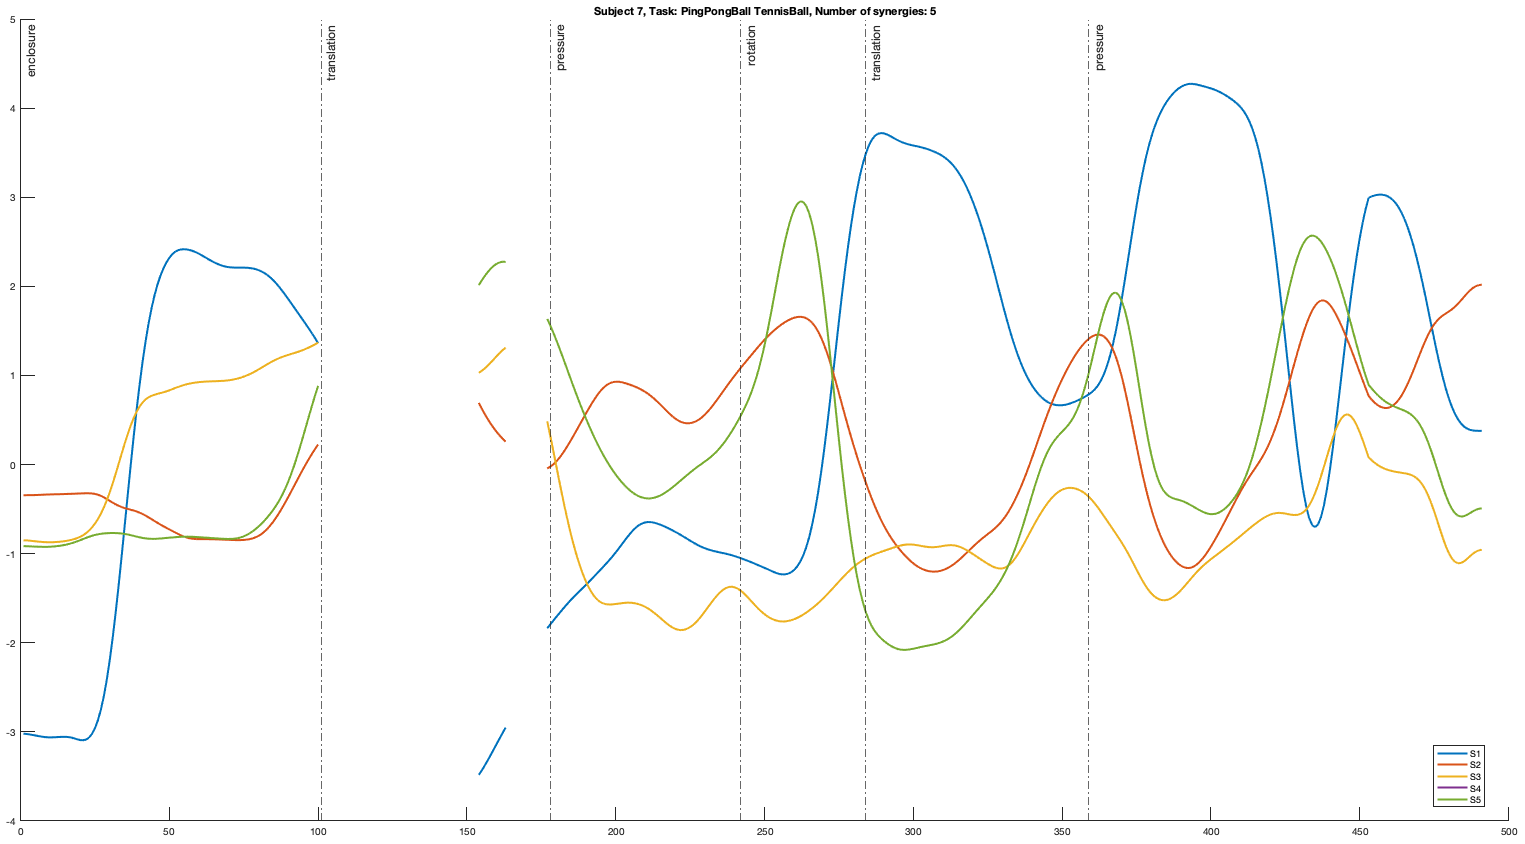 Subject 7, Task: PingPongBall TennisBall, Number of synergies: 5
enclosure
translation
pressure
rotation
translation
pressure
5
4
3
2
1
0
-1
-2
-3
-4
0 50 100 150 200 250 300 350 400 450 500
S1
S2
S3
S4
S5